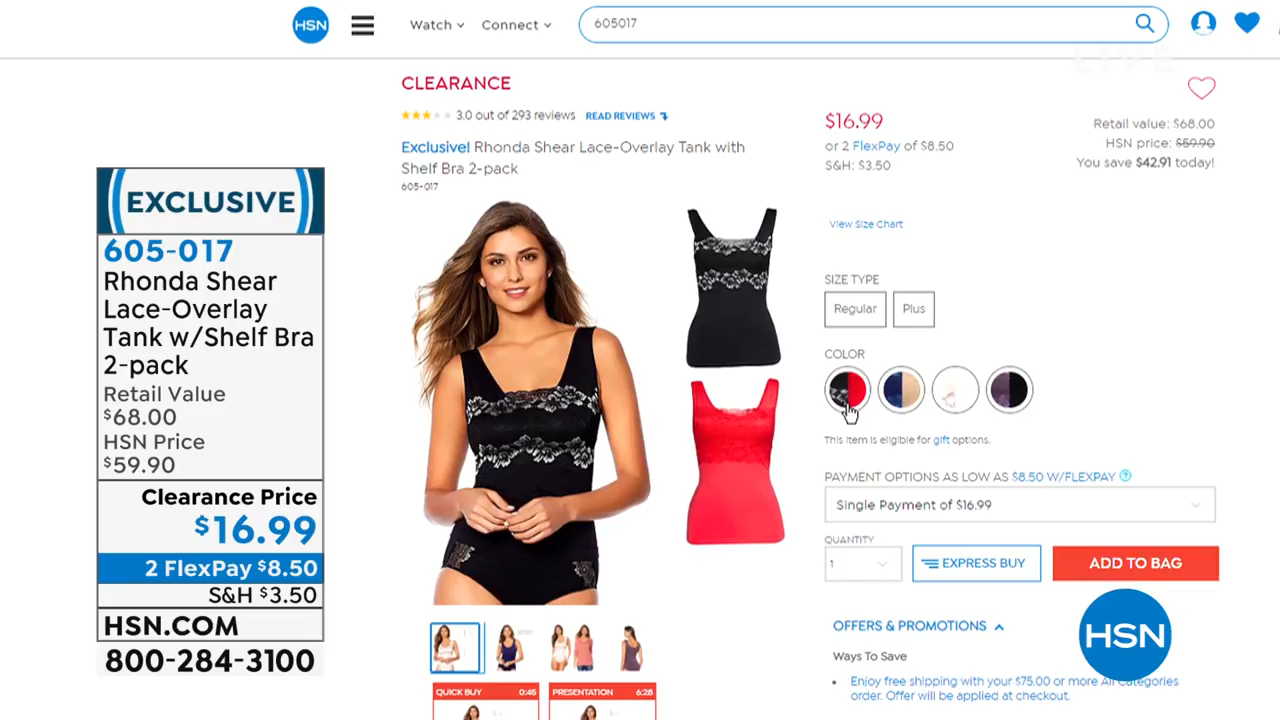 HSN
Watch
Connect
605017
LIVE
CLEARANCE
3.0 out of 293 reviews READ REVIEWS
Exclusive! Rhonda Shear Lace-Overlay Tank with
Shelf Bra 2-pack
605-017
$16.99
or 2 FlexPay of $8.50
S&H: $3.50
Retail value: $68.00
HSN price: $59.90
You save $42.91 today!
View Size Chart
SIZE TYPE
Regular
Plus
COLOR
This item is eligible for gift options.
PAYMENT OPTIONS AS LOW AS $8.50 W/FLEXPAY ?
Single Payment of $16.99
QUANTITY
1
EXPRESS BUY
ADD TO BAG
OFFERS & PROMOTIONS
Ways To Save
Enjoy free shipping with your $75.00 or more All Categories
order. Offer will be applied at checkout.
HSN
QUICK BUY 0:45
PRESENTATION 6:28
EXCLUSIVE
605-017
Rhonda Shear
Lace-Overlay
Tank w/Shelf Bra
2-pack
Retail Value
$68.00
HSN Price
$59.90
Clearance Price
$16.99
2 FlexPay $8.50
S&H $3.50
HSN.COM
800-284-3100